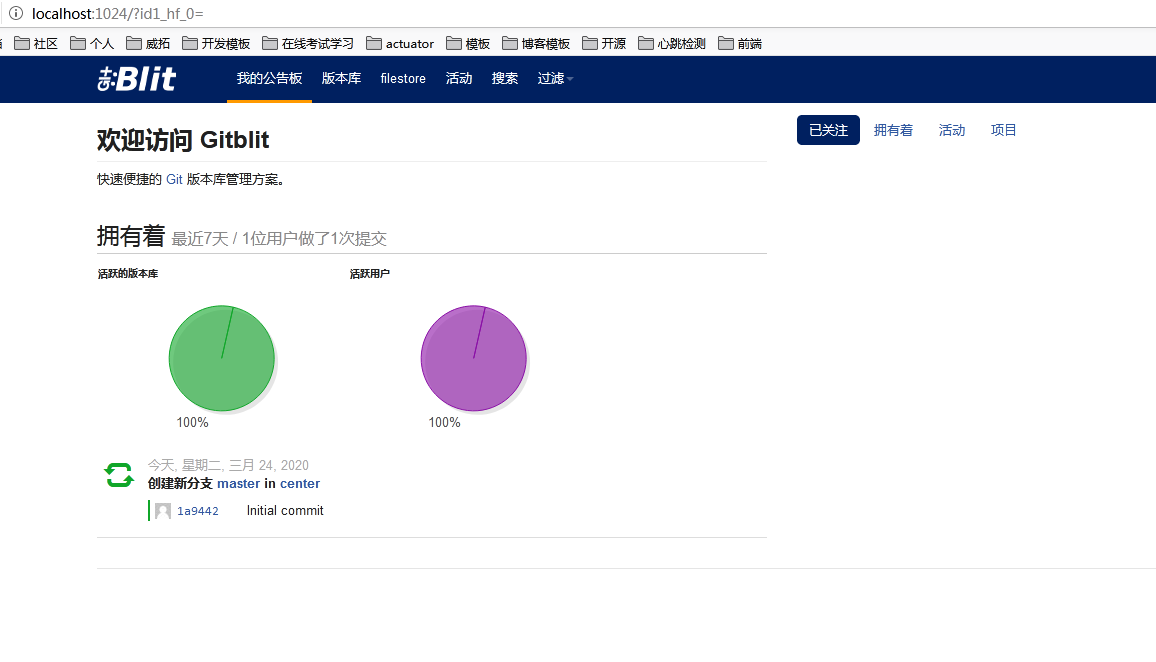 localhost:1024/?id1_hf_0=
社区 个人 威拓 开发模板 在线考试学习 actuator 模板 博客模板 开源 心跳检测 前端
Blit 我的公告板 版本库 filestore 活动 搜索 过滤
已关注 拥有着 活动 项目
欢迎访问 Gitblit
快速便捷的 Git 版本库管理方案。
拥有着 最近7天 / 1位用户做了1次提交
活跃的版本库 活跃用户
100% 100%
今天, 星期二, 三月 24, 2020
创建新分支 master in center
1a9442 Initial commit